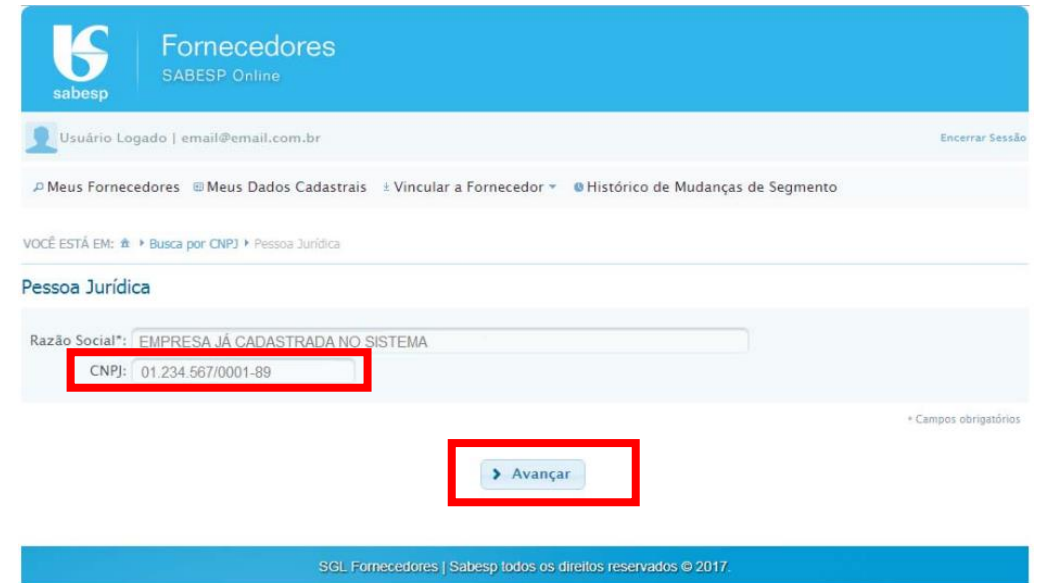 sabesp
Fornecedores
SABESP Online
Usuário Logado | email@email.com.br
Encerrar Sessão
Meus Fornecedores Meus Dados Cadastrais Vincular a Fornecedor Histórico de Mudanças de Segmento
VOCÊ ESTÁ EM: Busca por CNPJ Pessoa Jurídica
Pessoa Jurídica
Razão Social*: EMPRESA JÁ CADASTRADA NO SISTEMA
CNPJ: 01.234.567/0001-89
* Campos obrigatórios
Avançar
SGL Fornecedores | Sabesp todos os direitos reservados © 2017.